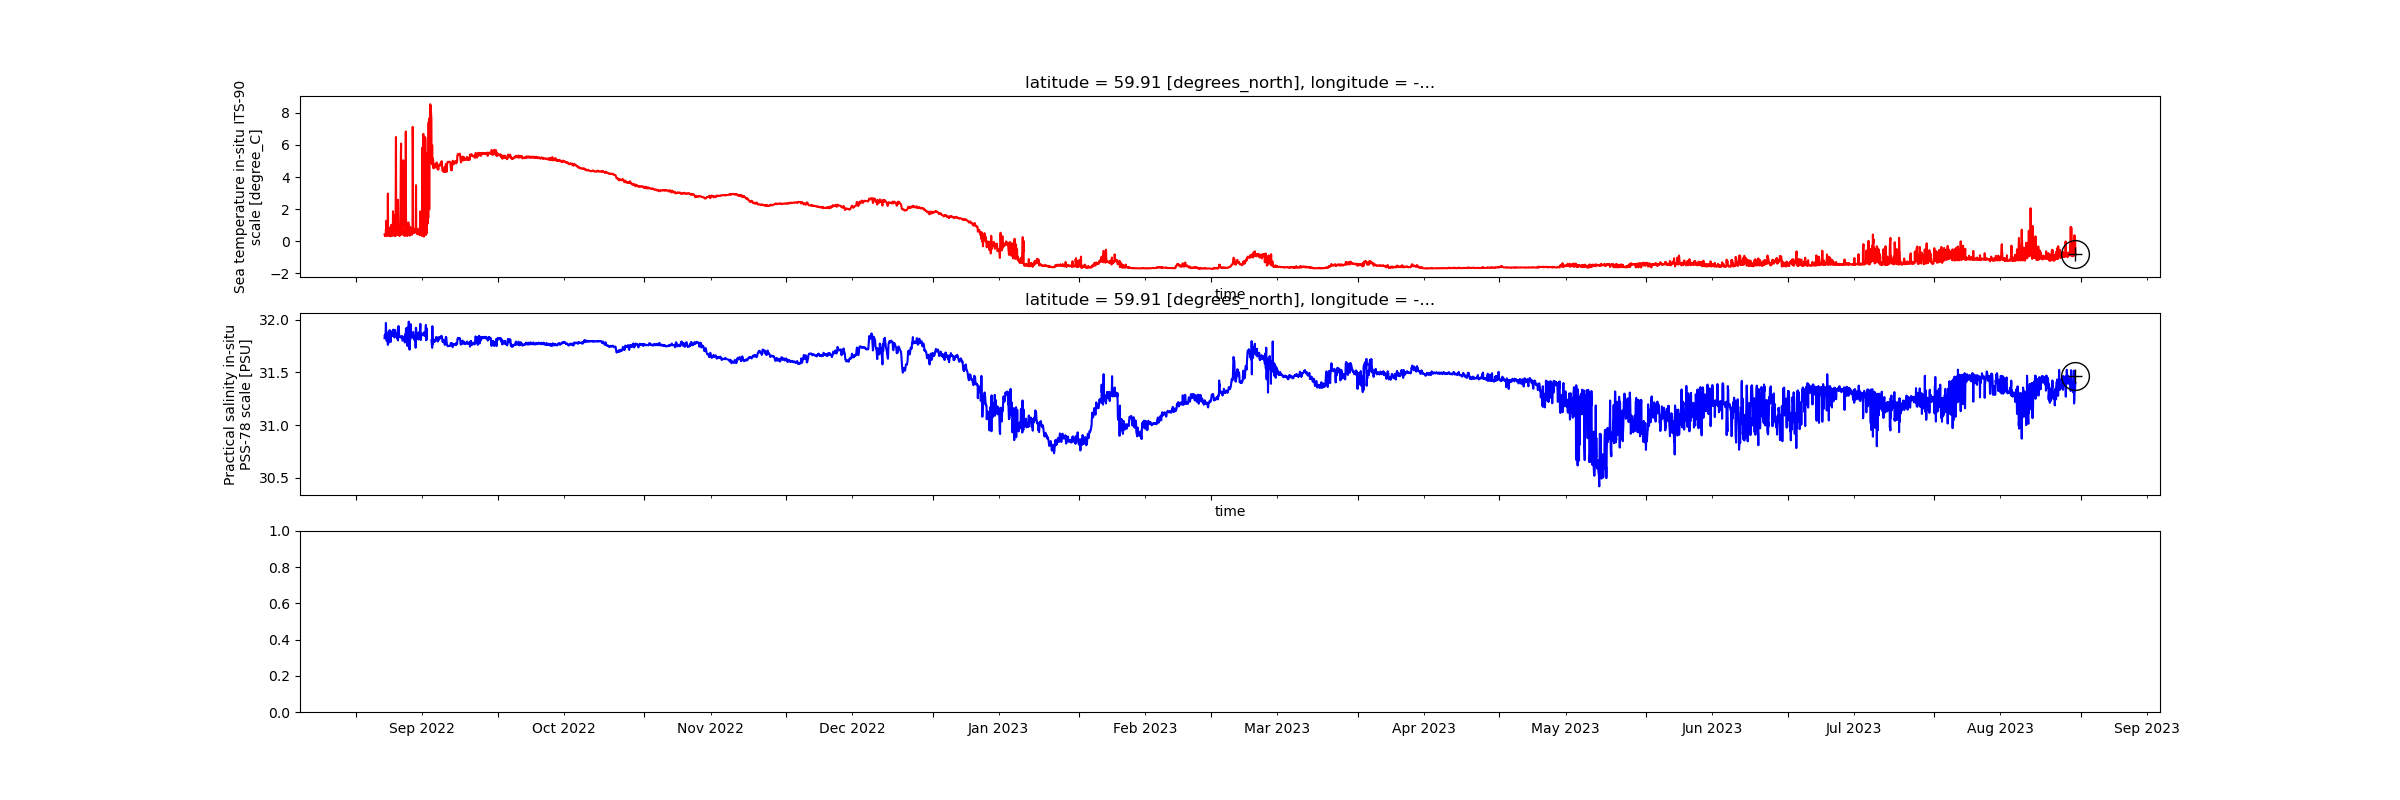 latitude = 59.91 [degrees_north], longitude = -...
Sea temperature in-situ ITS-90
scale [degree_C]
8
6
4
2
0
−2
time
latitude = 59.91 [degrees_north], longitude = -...
Practical salinity in-situ
PSS-78 scale [PSU]
32.0
31.5
31.0
30.5
time
1.0
0.8
0.6
0.4
0.2
0.0
Sep 2022 Oct 2022 Nov 2022 Dec 2022 Jan 2023 Feb 2023 Mar 2023 Apr 2023 May 2023 Jun 2023 Jul 2023 Aug 2023 Sep 2023